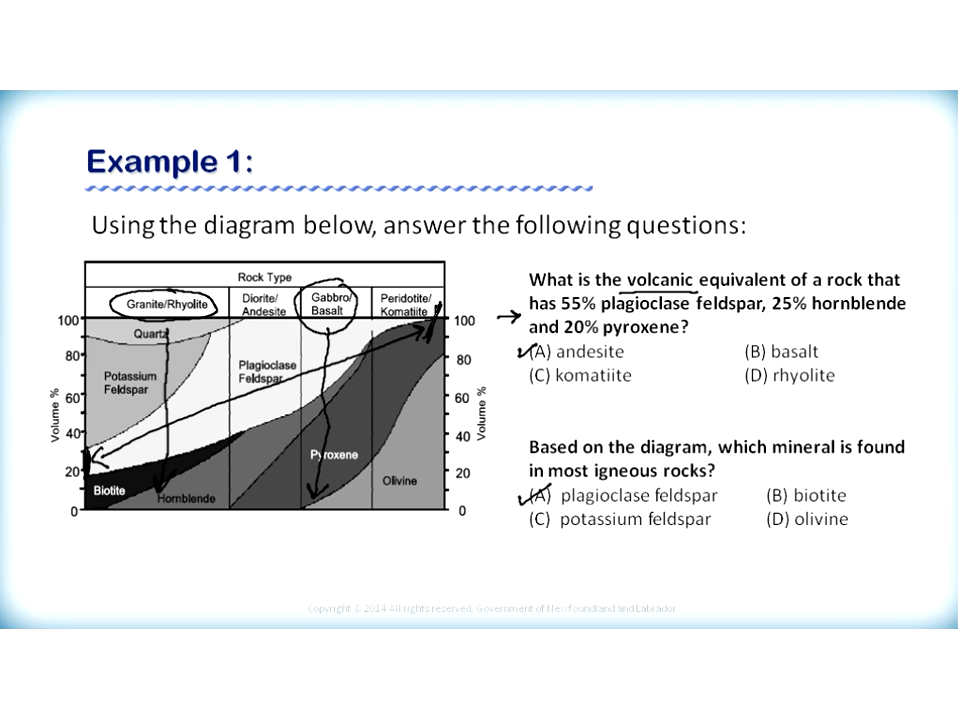 Example 1:
Using the diagram below, answer the following questions:
Rock Type
Granite/Rhyolite
Diorite/
Andesite
Gabbro/
Basalt
Peridotite/
Komatiite
100
80
60
40
20
0
Volume %
Quartz
Potassium
Feldspar
Plagioclase
Feldspar
Biotite
Hornblende
Pyroxene
Olivine
100
80
60
40
20
0
Volume %
What is the volcanic equivalent of a rock that
has 55% plagioclase feldspar, 25% hornblende
and 20% pyroxene?
(A) andesite (B) basalt
(C) komatiite (D) rhyolite
Based on the diagram, which mineral is found
in most igneous rocks?
(A) plagioclase feldspar (B) biotite
(C) potassium feldspar (D) olivine
Copyright © 2014 All rights reserved, Government of Newfoundland and Labrador